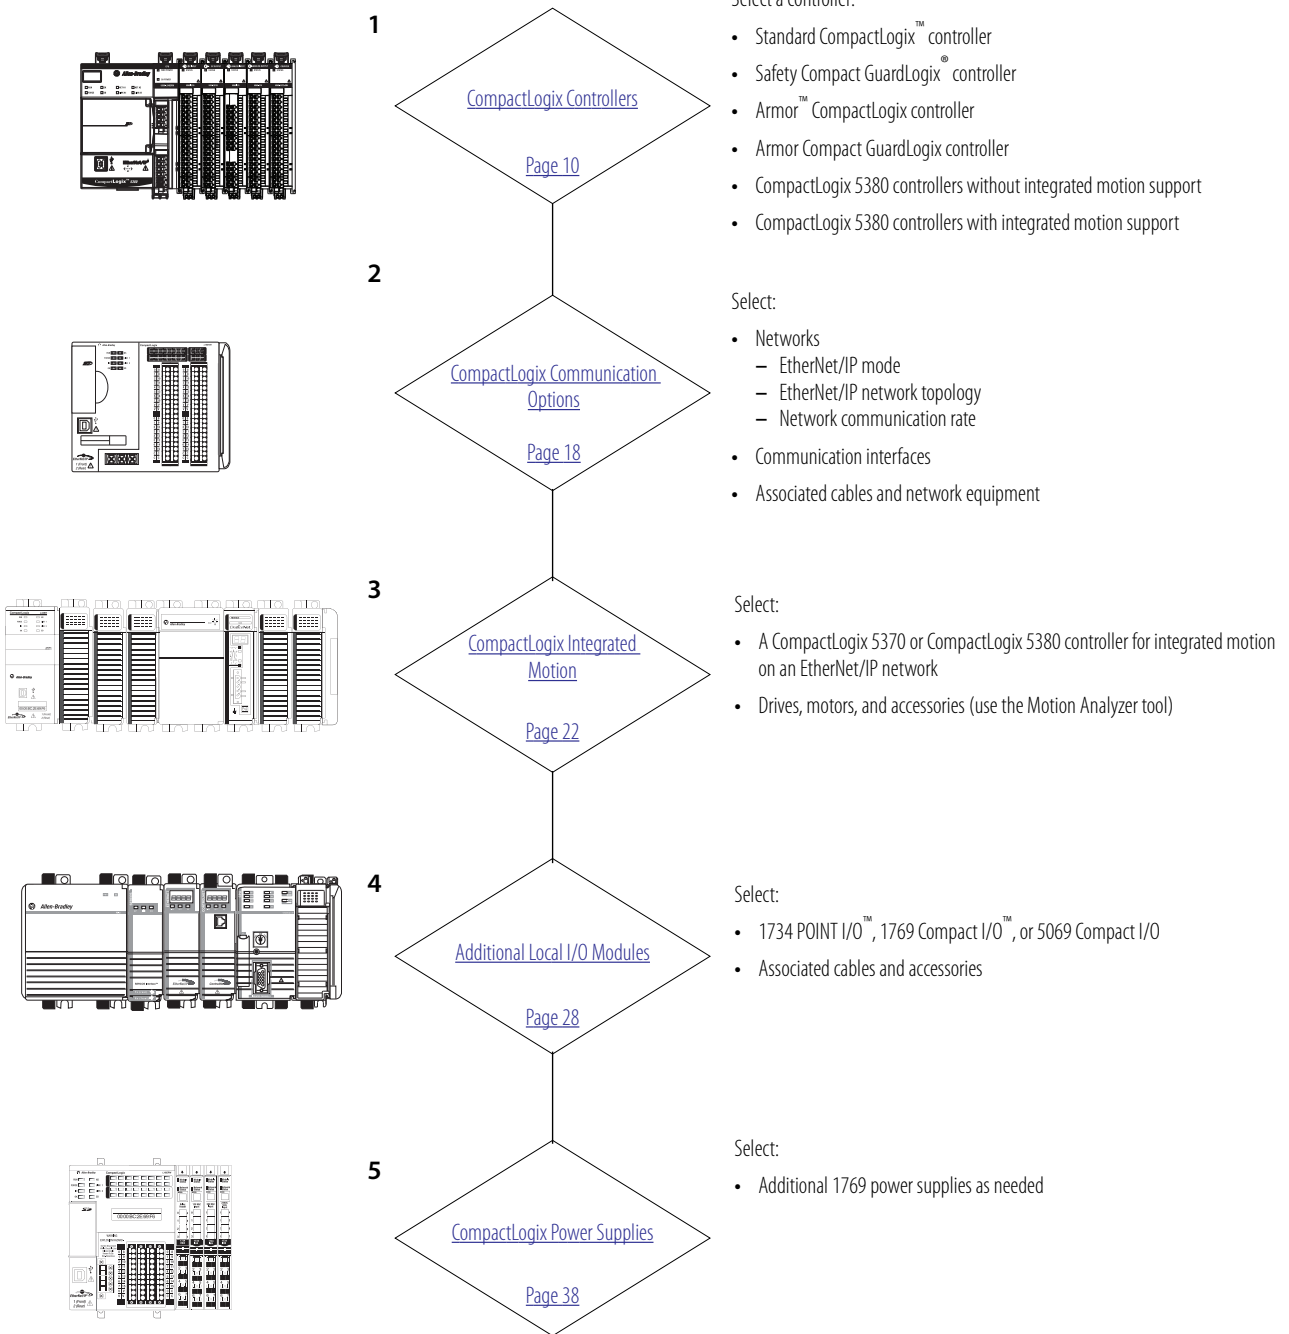 Select a controller:
1
• Standard CompactLogix™ controller
• Safety Compact GuardLogix® controller
• Armor™ CompactLogix controller
• Armor Compact GuardLogix controller
• CompactLogix 5380 controllers without integrated motion support
• CompactLogix 5380 controllers with integrated motion support
Allen-Bradley
CompactLogix Controllers
Page 10
2
Select:
• Networks
– EtherNet/IP mode
– EtherNet/IP network topology
– Network communication rate
• Communication interfaces
• Associated cables and network equipment
CompactLogix Communication
Options
Page 18
3
Select:
• A CompactLogix 5370 or CompactLogix 5380 controller for integrated motion
on an EtherNet/IP network
• Drives, motors, and accessories (use the Motion Analyzer tool)
CompactLogix Integrated
Motion
Page 22
4
Select:
• 1734 POINT I/O™, 1769 Compact I/O™, or 5069 Compact I/O
• Associated cables and accessories
Allen-Bradley
Additional Local I/O Modules
Page 28
5
Select:
• Additional 1769 power supplies as needed
CompactLogix Power Supplies
Page 38